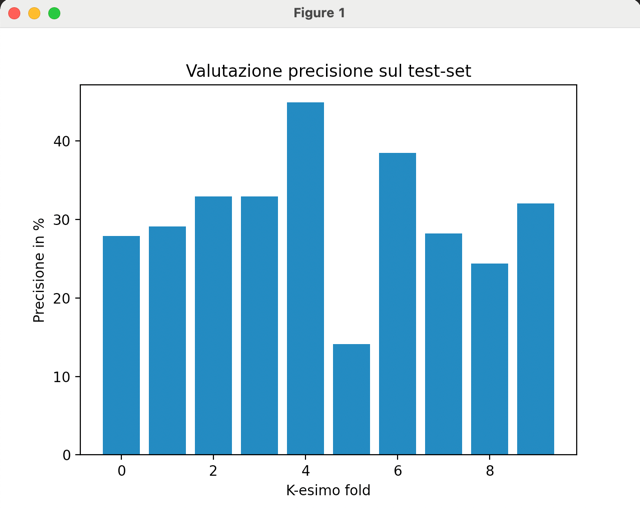 Figure 1
Valutazione precisione sul test-set
Precisione in %
40
30
20
10
0
0 2 4 6 8
K-esimo fold